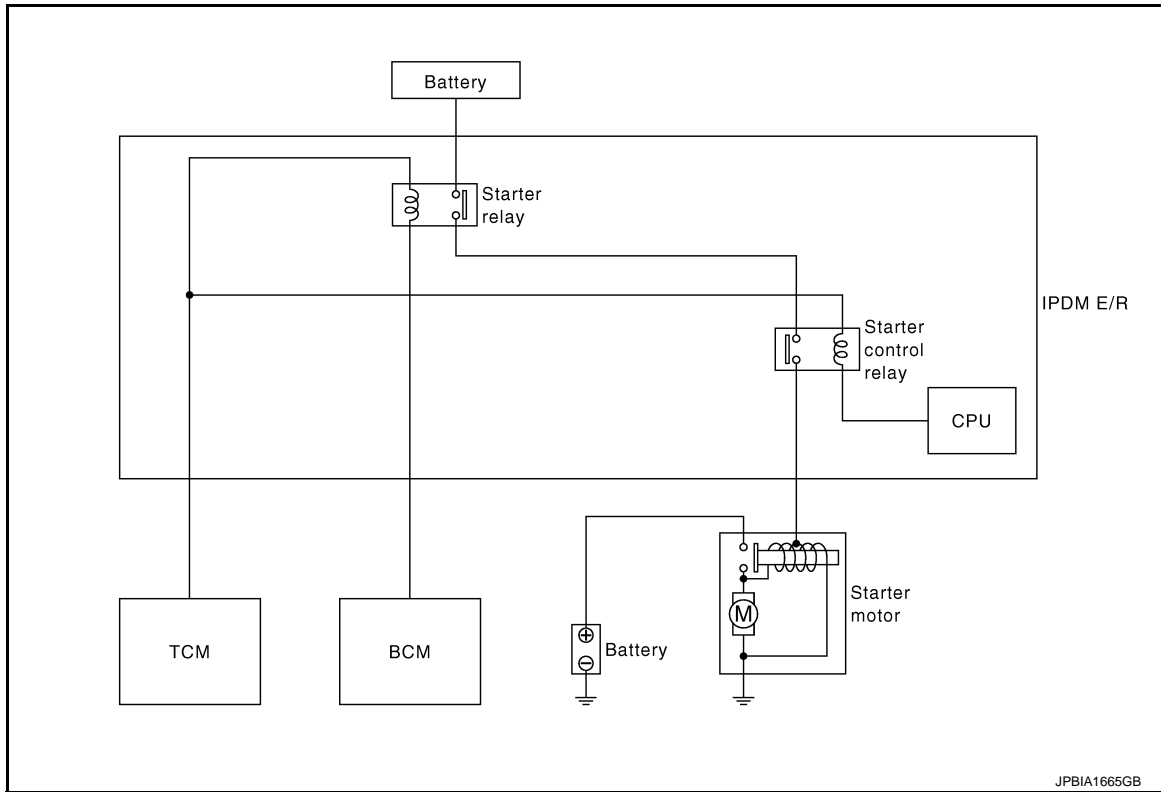 Battery
Starter
relay
IPDM E/R
Starter
control
relay
CPU
TCM
BCM
Battery
+
−
M
Starter
motor
JPBIA1665GB